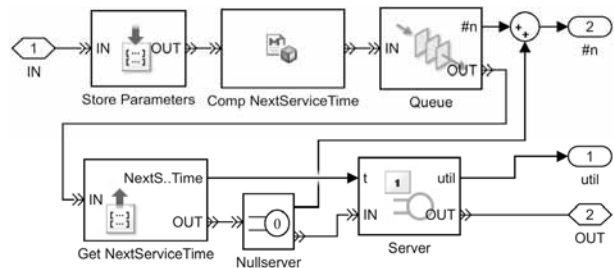 #n
1 IN OUT IN 2
IN OUT #n
Store Parameters Comp NextServiceTime Queue
NextS..Time t 1 util 1
util
IN OUT 0 IN OUT 2
OUT
Get NextServiceTime Nullserver Server